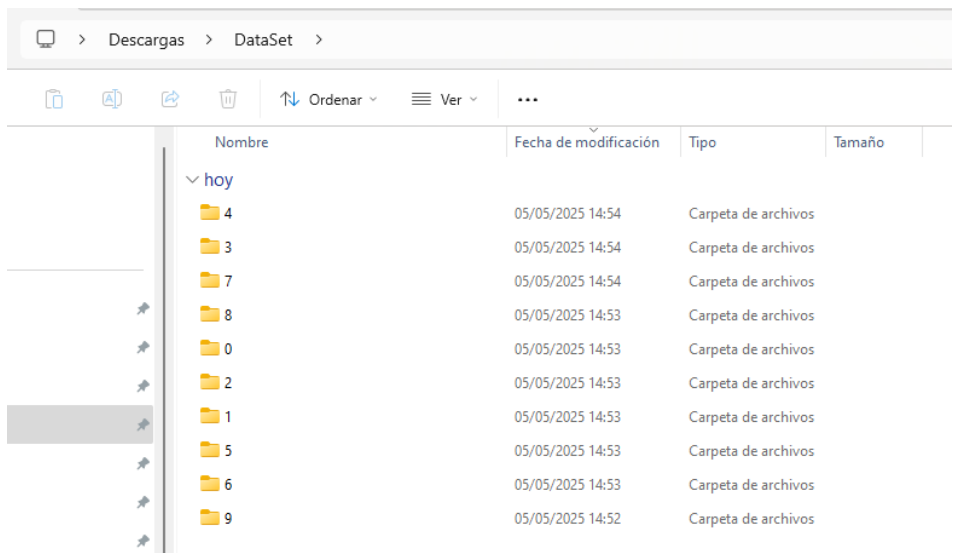 > Descargas > DataSet >
Ordenar Ver ...
Nombre Fecha de modificación Tipo Tamaño
hoy
4 05/05/2025 14:54 Carpeta de archivos
3 05/05/2025 14:54 Carpeta de archivos
7 05/05/2025 14:54 Carpeta de archivos
8 05/05/2025 14:53 Carpeta de archivos
0 05/05/2025 14:53 Carpeta de archivos
2 05/05/2025 14:53 Carpeta de archivos
1 05/05/2025 14:53 Carpeta de archivos
5 05/05/2025 14:53 Carpeta de archivos
6 05/05/2025 14:53 Carpeta de archivos
9 05/05/2025 14:52 Carpeta de archivos